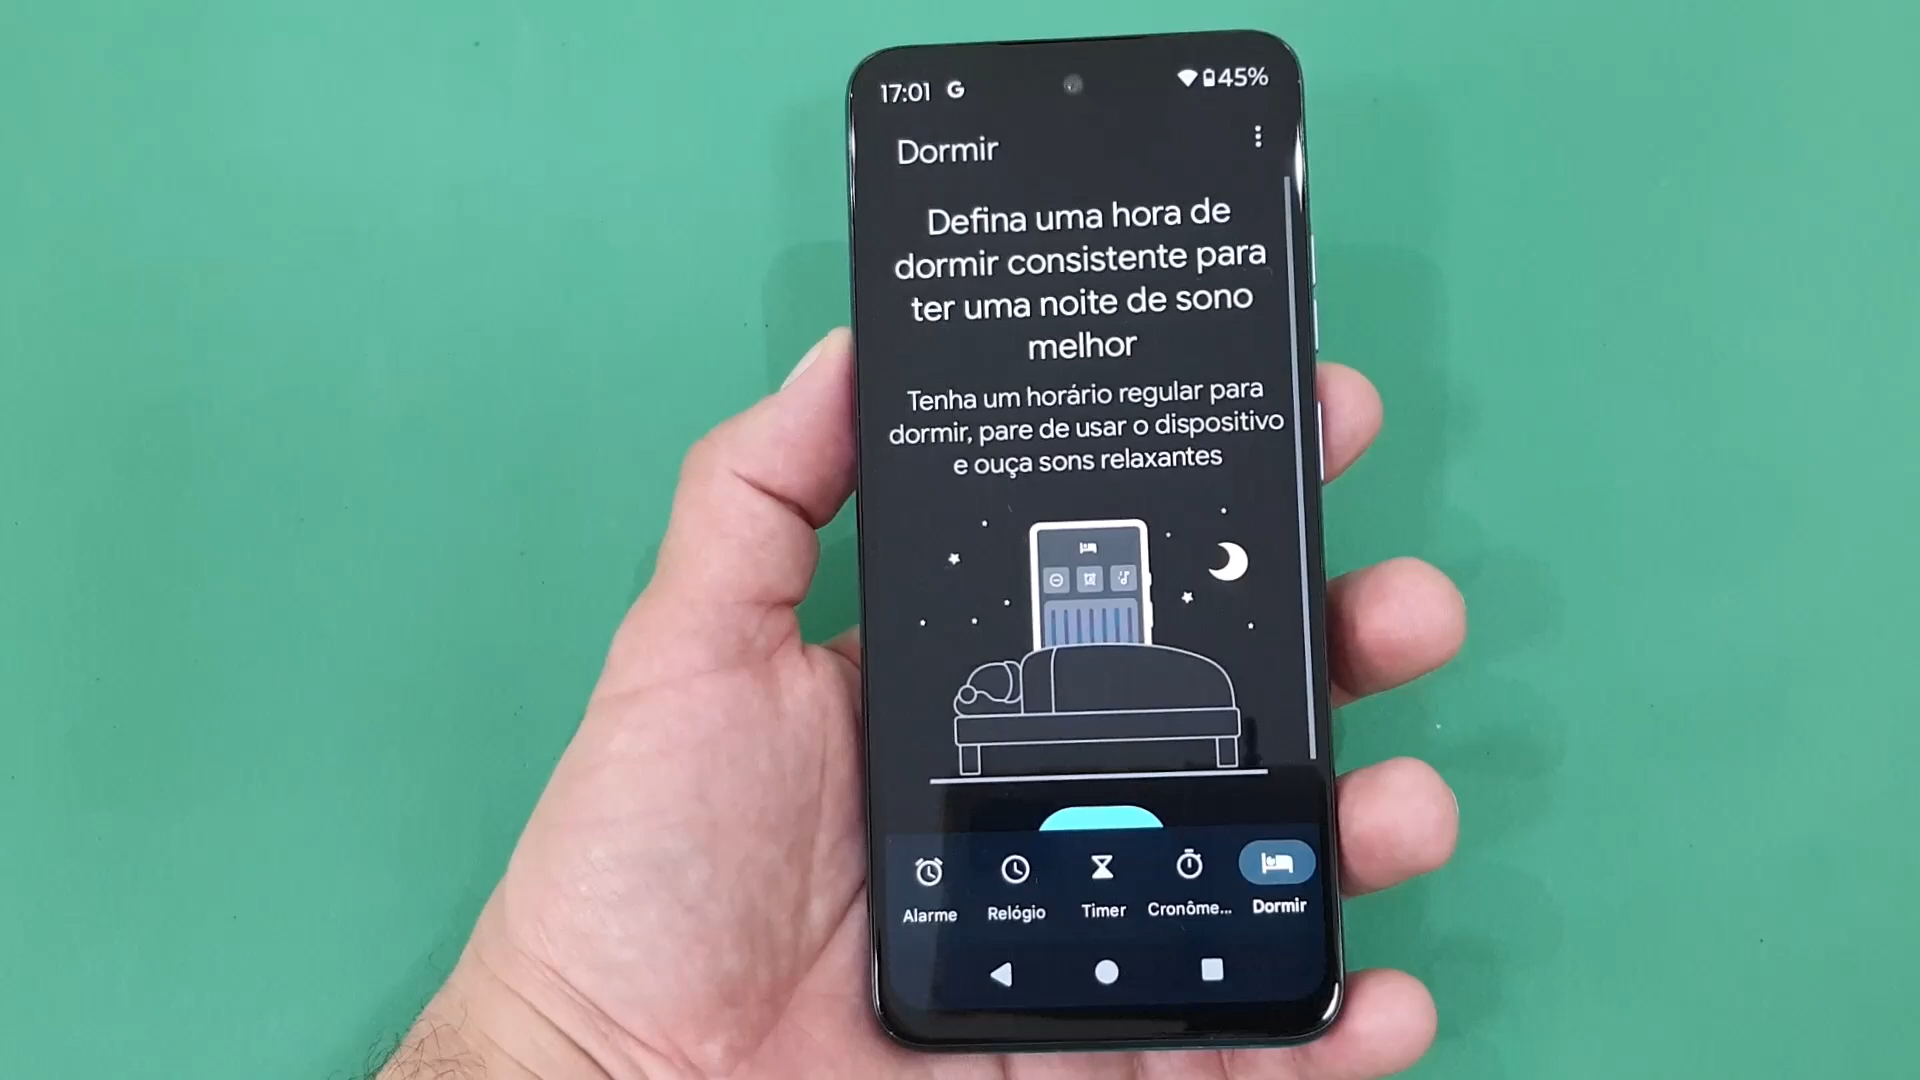 17:01 G 45%
Dormir
Defina uma hora de
dormir consistente para
ter uma noite de sono
melhor
Tenha um horário regular para
dormir, pare de usar o dispositivo
e ouça sons relaxantes
Alarme Relógio Timer Cronôme... Dormir